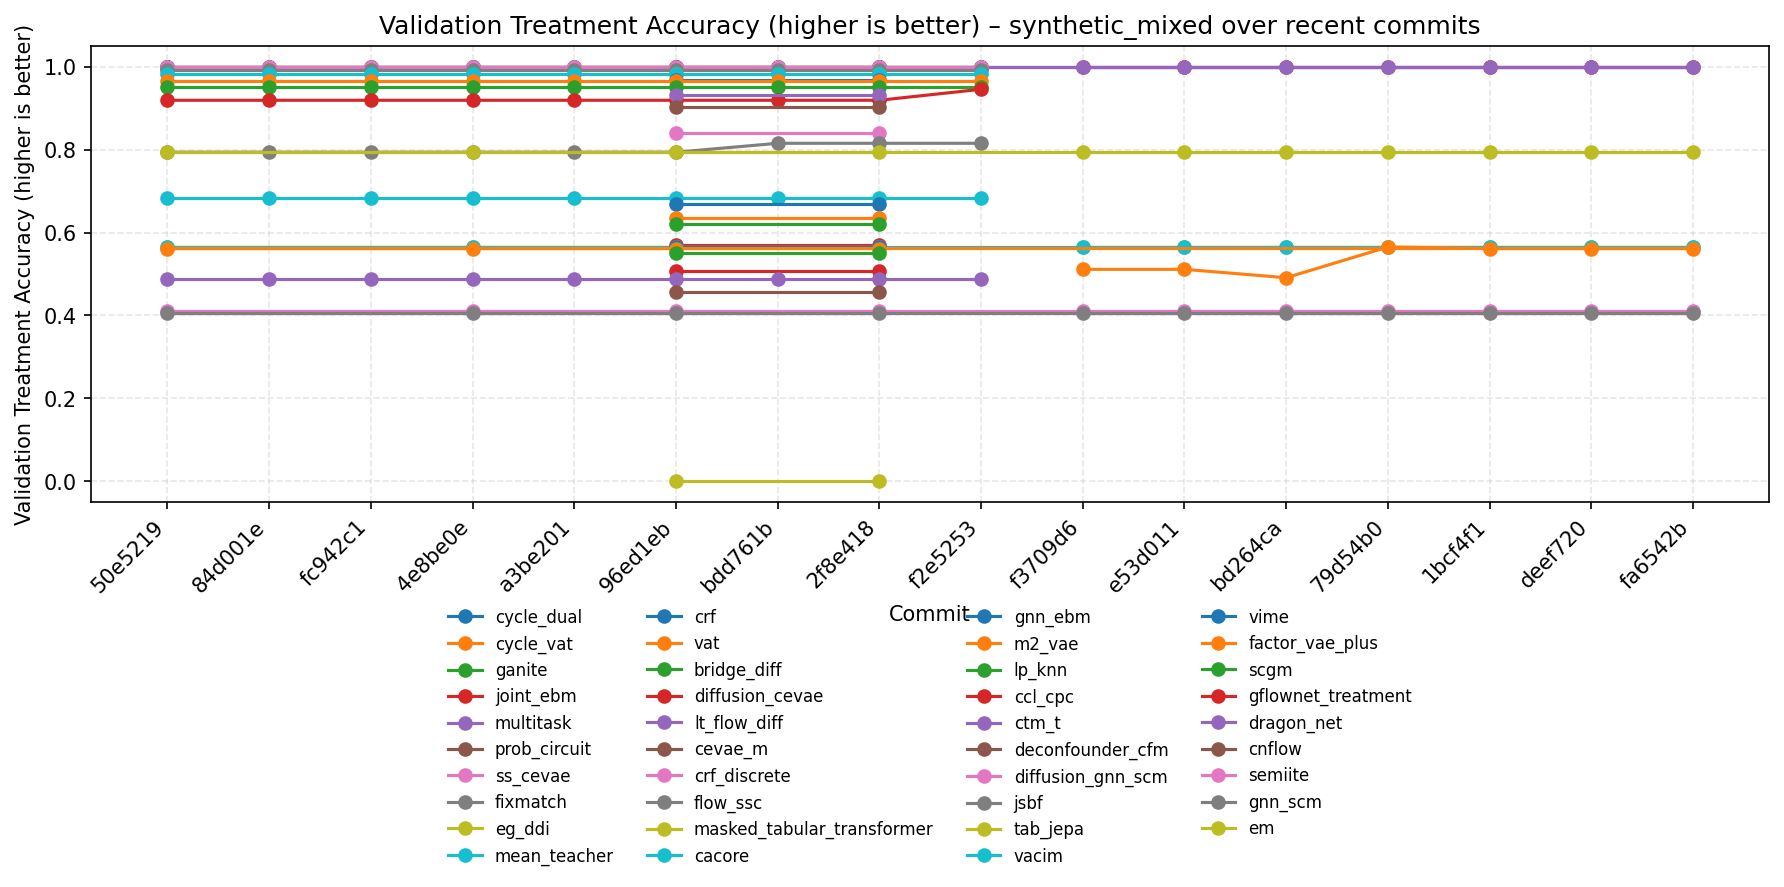 Validation Treatment Accuracy (higher is better) – synthetic_mixed over recent commits
Validation Treatment Accuracy (higher is better)
1.0
0.8
0.6
0.4
0.2
0.0
50e5219
84d001e
fc942c1
4e8be0e
a3be201
96ed1eb
bdd761b
2f8e418
f2e5253
f3709d6
e53d011
bd264ca
79d54b0
1bcf4f1
deef720
fa6542b
Commit
cycle_dual
cycle_vat
ganite
joint_ebm
multitask
prob_circuit
ss_cevae
fixmatch
eg_ddi
mean_teacher
crf
vat
bridge_diff
diffusion_cevae
lt_flow_diff
cevae_m
crf_discrete
flow_ssc
masked_tabular_transformer
cacore
gnn_ebm
m2_vae
lp_knn
ccl_cpc
ctm_t
deconfounder_cfm
diffusion_gnn_scm
jsbf
tab_jepa
vacim
vime
factor_vae_plus
scgm
gflownet_treatment
dragon_net
cnflow
semiite
gnn_scm
em